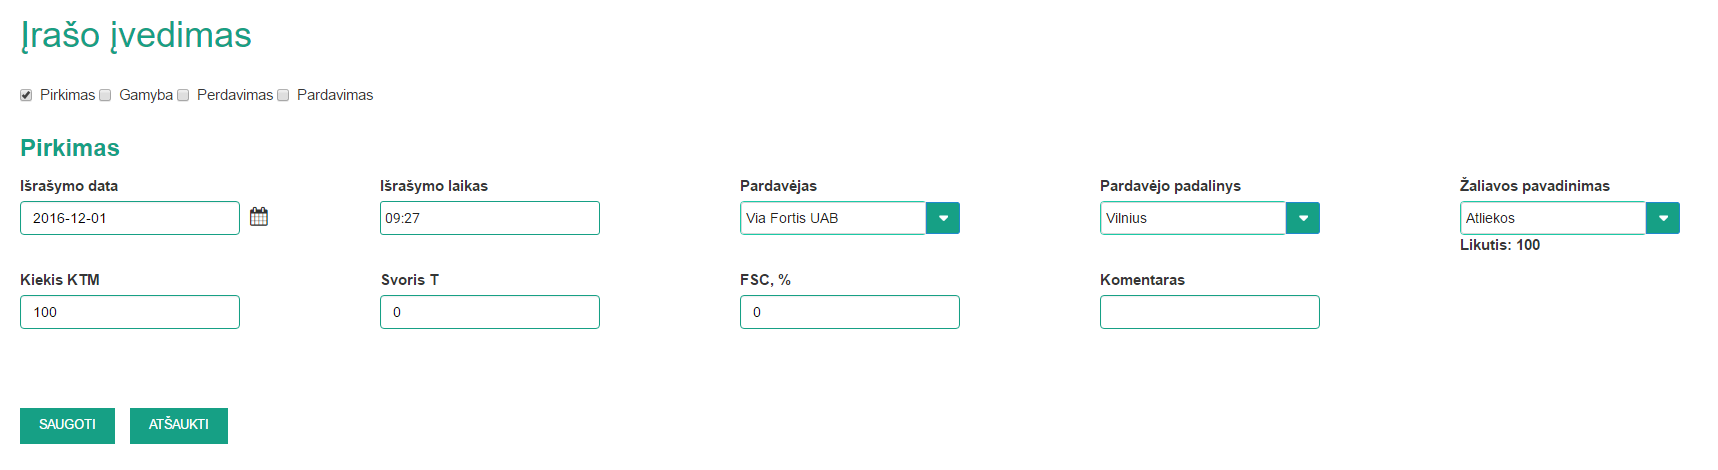 Įrašo įvedimas
Pirkimas Gamyba Perdavimas Pardavimas
Pirkimas
Išrašymo data Išrašymo laikas Pardavėjas Pardavėjo padalinys Žaliavos pavadinimas
2016-12-01 09:27 Via Fortis UAB Vilnius Atliekos
Likutis: 100
Kiekis KTM Svoris T FSC, % Komentaras
100 0 0
SAUGOTI ATŠAUKTI